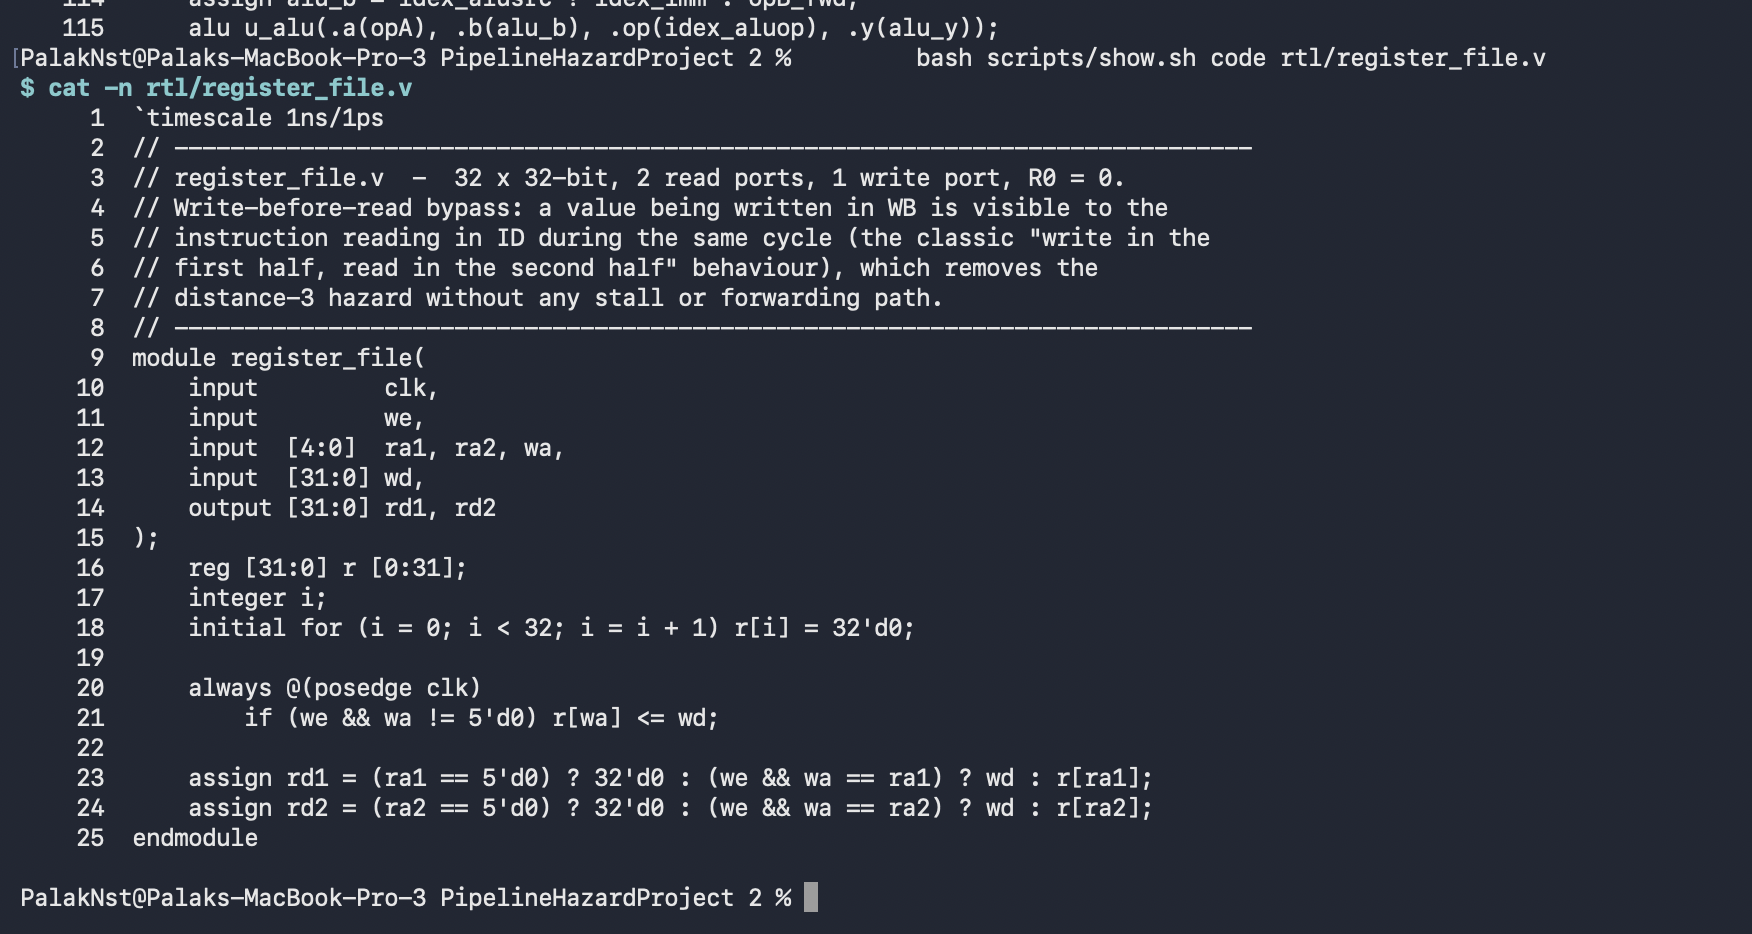 114      assign alu_b = idex_alusrc ? idex_imm : opB_fwd;
115      alu u_alu(.a(opA), .b(alu_b), .op(idex_aluop), .y(alu_y));
[PalakNst@Palaks-MacBook-Pro-3 PipelineHazardProject 2 %         bash scripts/show.sh code rtl/register_file.v
$ cat -n rtl/register_file.v
     1  `timescale 1ns/1ps
     2  // -----------------------------------------------------------------------------
     3  // register_file.v  -  32 x 32-bit, 2 read ports, 1 write port, R0 = 0.
     4  // Write-before-read bypass: a value being written in WB is visible to the
     5  // instruction reading in ID during the same cycle (the classic "write in the
     6  // first half, read in the second half" behaviour), which removes the
     7  // distance-3 hazard without any stall or forwarding path.
     8  // -----------------------------------------------------------------------------
     9  module register_file(
    10      input         clk,
    11      input         we,
    12      input  [4:0]  ra1, ra2, wa,
    13      input  [31:0] wd,
    14      output [31:0] rd1, rd2
    15  );
    16      reg [31:0] r [0:31];
    17      integer i;
    18      initial for (i = 0; i < 32; i = i + 1) r[i] = 32'd0;
    19
    20      always @(posedge clk)
    21          if (we && wa != 5'd0) r[wa] <= wd;
    22
    23      assign rd1 = (ra1 == 5'd0) ? 32'd0 : (we && wa == ra1) ? wd : r[ra1];
    24      assign rd2 = (ra2 == 5'd0) ? 32'd0 : (we && wa == ra2) ? wd : r[ra2];
    25  endmodule
PalakNst@Palaks-MacBook-Pro-3 PipelineHazardProject 2 %